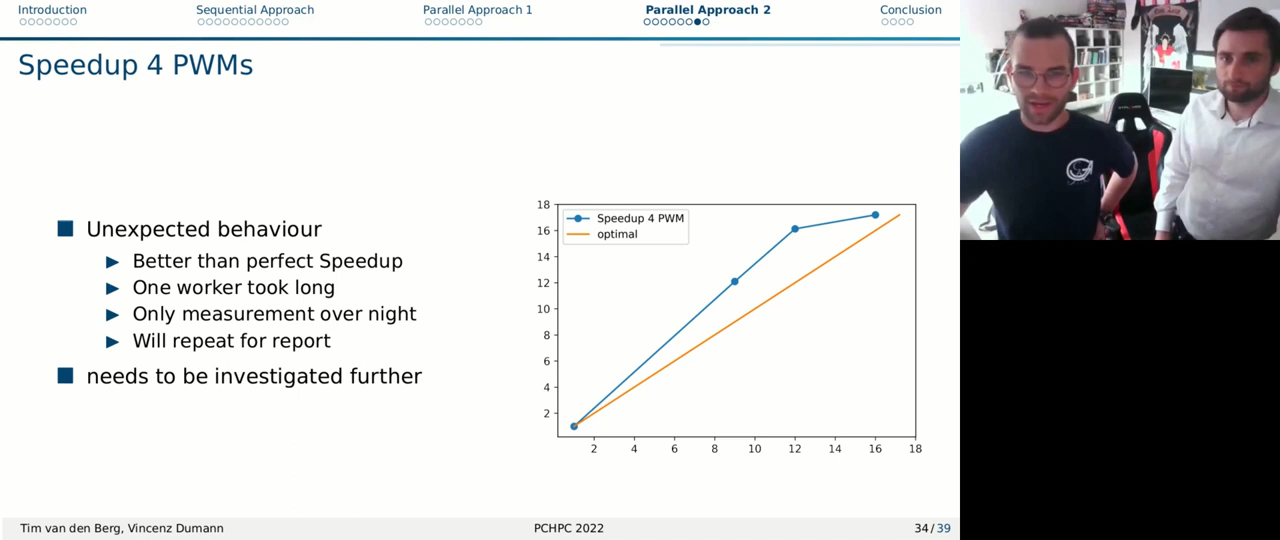 Introduction
Sequential Approach
Parallel Approach 1
Parallel Approach 2
Conclusion
Speedup 4 PWMs
Unexpected behaviour
Better than perfect Speedup
One worker took long
Only measurement over night
Will repeat for report
needs to be investigated further
Speedup 4 PWM
optimal
18
16
14
12
10
8
6
4
2
2 4 6 8 10 12 14 16 18
Tim van den Berg, Vincenz Dumann
PCHPC 2022
34/39